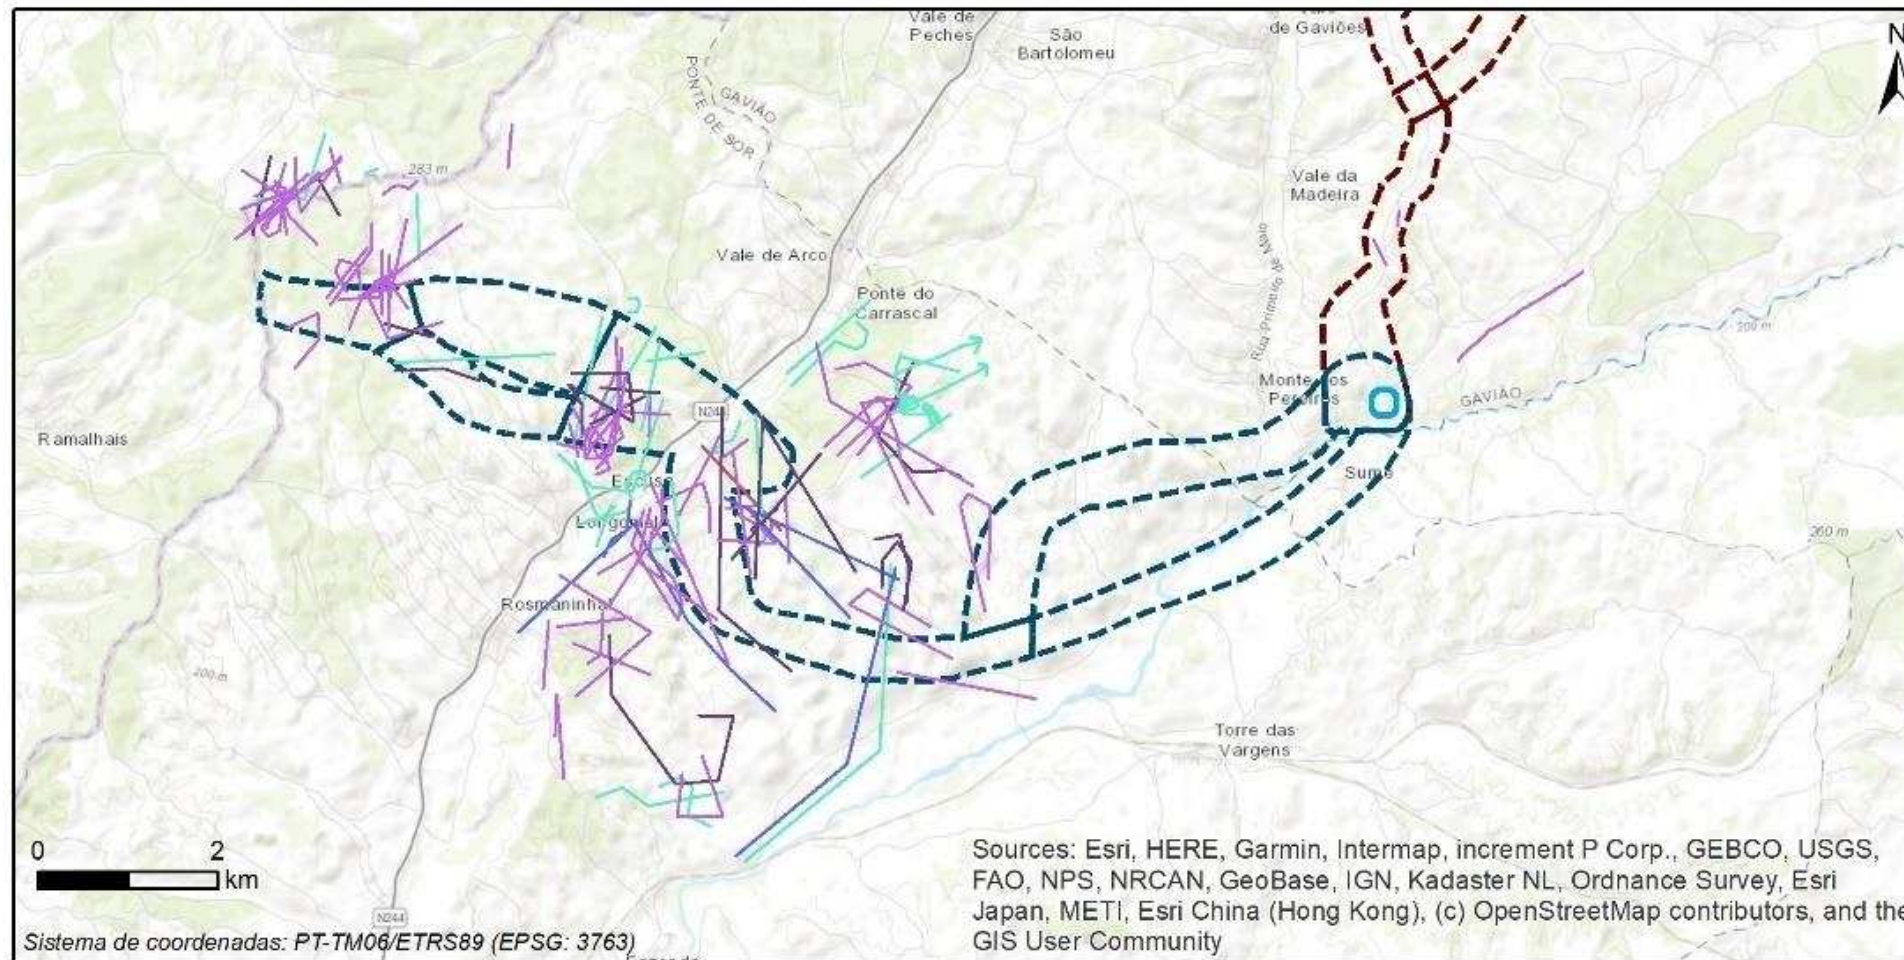 Vale de
Peches
São
Bartolomeu
de Gaviões
N
GAVIÃO
PONTE DE SOR
283 m
Vale da
Madeira
Vale de Arco
Rua Primeiro de Maio
Ponte do
Carrascal
200 m
Monte dos
Pereiros
GAVIÃO
N244
Ramalhais
Sume
Escusa
Longomel
260 m
Rosmaninhal
200 m
Torre das
Vargens
0 2
km
N244
Sources: Esri, HERE, Garmin, Intermap, increment P Corp., GEBCO, USGS,
FAO, NPS, NRCAN, GeoBase, IGN, Kadaster NL, Ordnance Survey, Esri
Japan, METI, Esri China (Hong Kong), (c) OpenStreetMap contributors, and the
GIS User Community
Sistema de coordenadas: PT-TM06/ETRS89 (EPSG: 3763)